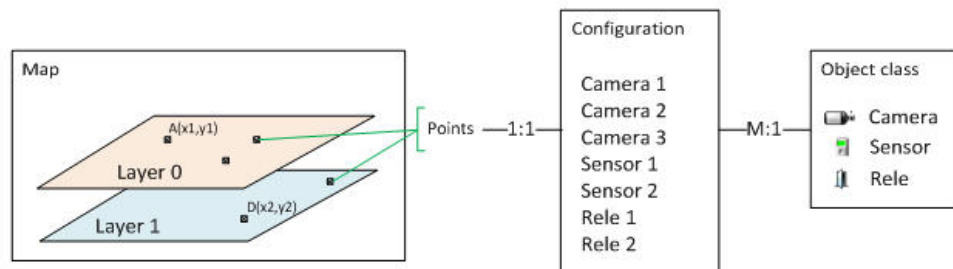 Map
A(x1,y1)
Layer 0
D(x2,y2)
Layer 1
Points
1:1
Configuration
Camera 1
Camera 2
Camera 3
Sensor 1
Sensor 2
Rele 1
Rele 2
M:1
Object class
Camera
Sensor
Rele